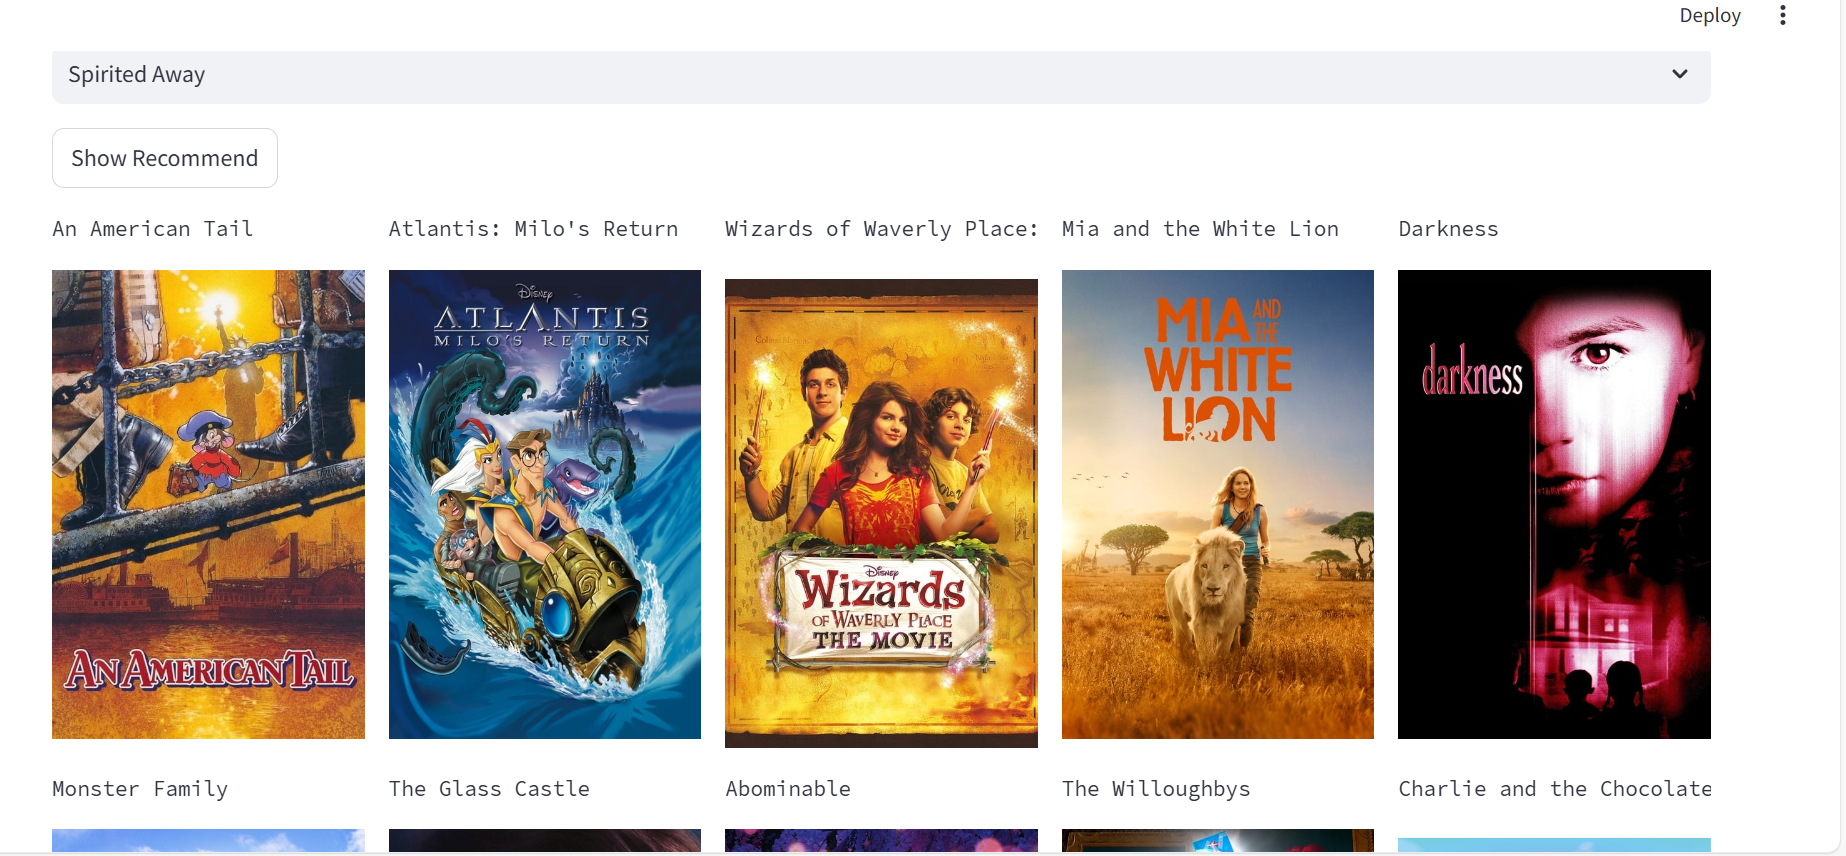 Deploy
Spirited Away
Show Recommend
An American Tail
Atlantis: Milo's Return
Wizards of Waverly Place:
Mia and the White Lion
Darkness
AN AMERICAN TAIL
Disney
ATLANTIS
MILO'S RETURN
Disney
Wizards
OF WAVERLY PLACE
THE MOVIE
MIA AND
THE
WHITE
LION
darkness
Monster Family
The Glass Castle
Abominable
The Willoughbys
Charlie and the Chocolate